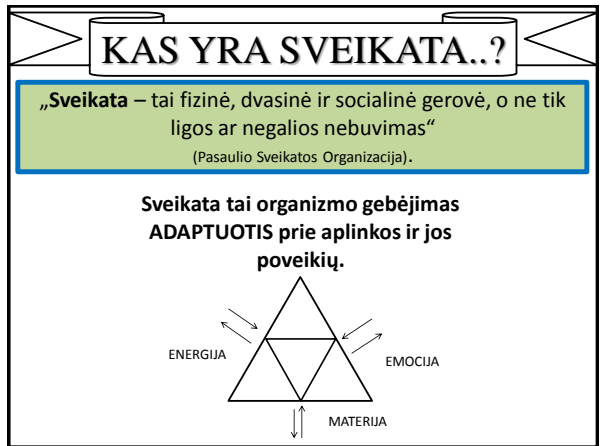 KAS YRA SVEIKATA..?
„Sveikata – tai fizinė, dvasinė ir socialinė gerovė, o ne tik
ligos ar negalios nebuvimas“
(Pasaulio Sveikatos Organizacija).
Sveikata tai organizmo gebėjimas
ADAPTUOTIS prie aplinkos ir jos
poveikių.
ENERGIJA
EMOCIJA
MATERIJA